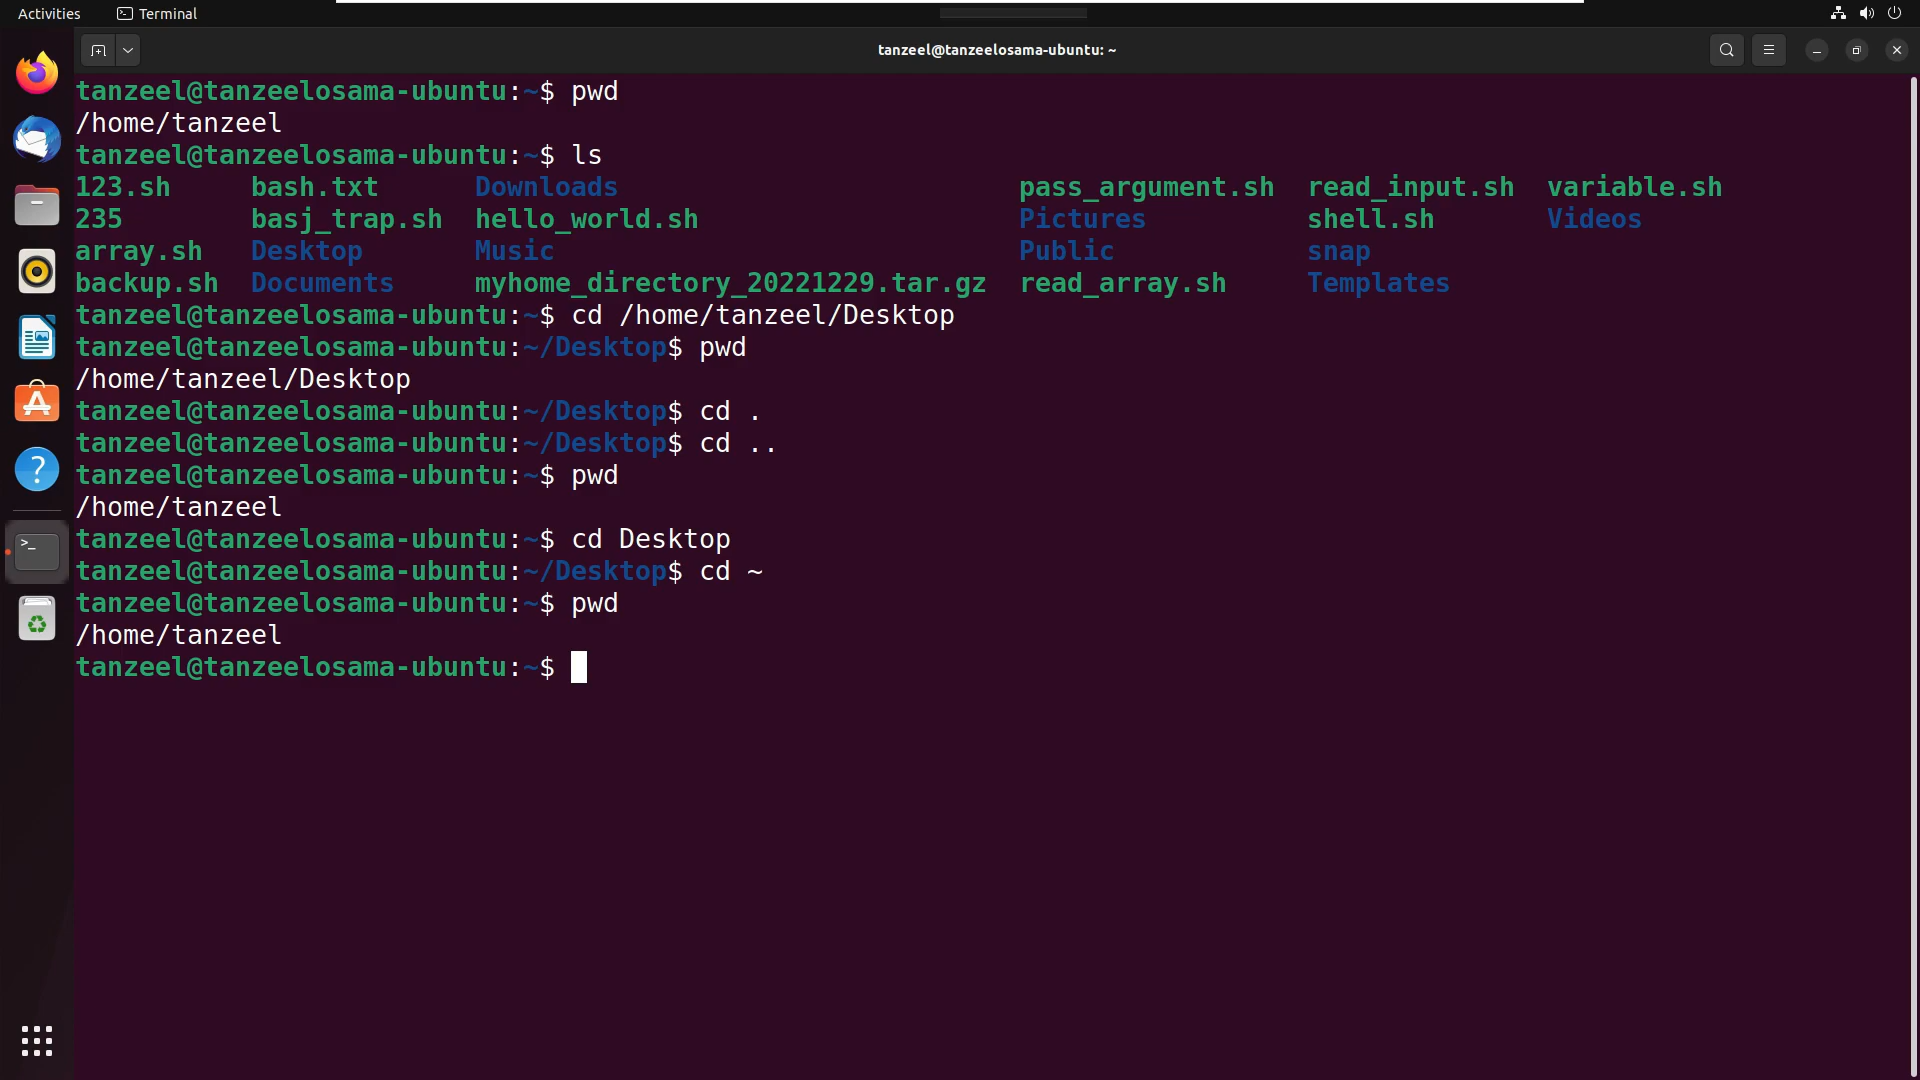 Activities Terminal
tanzeel@tanzeelosama-ubuntu: ~
tanzeel@tanzeelosama-ubuntu:~$ pwd
/home/tanzeel
tanzeel@tanzeelosama-ubuntu:~$ ls
123.sh bash.txt Downloads pass_argument.sh read_input.sh variable.sh
235 basj_trap.sh hello_world.sh Pictures shell.sh Videos
array.sh Desktop Music Public snap
backup.sh Documents myhome_directory_20221229.tar.gz read_array.sh Templates
tanzeel@tanzeelosama-ubuntu:~$ cd /home/tanzeel/Desktop
tanzeel@tanzeelosama-ubuntu:~/Desktop$ pwd
/home/tanzeel/Desktop
tanzeel@tanzeelosama-ubuntu:~/Desktop$ cd .
tanzeel@tanzeelosama-ubuntu:~/Desktop$ cd ..
tanzeel@tanzeelosama-ubuntu:~$ pwd
/home/tanzeel
tanzeel@tanzeelosama-ubuntu:~$ cd Desktop
tanzeel@tanzeelosama-ubuntu:~/Desktop$ cd ~
tanzeel@tanzeelosama-ubuntu:~$ pwd
/home/tanzeel
tanzeel@tanzeelosama-ubuntu:~$